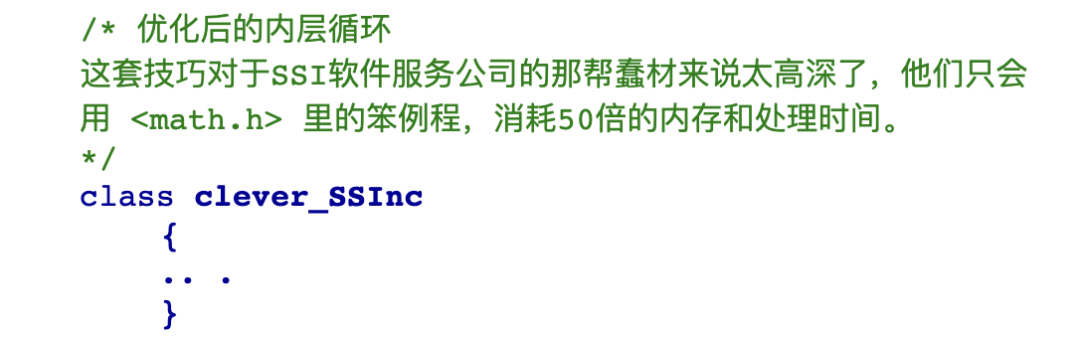 /* 优化后的内层循环
这套技巧对于SSI软件服务公司的那帮蠢材来说太高深了，他们只会
用 <math.h> 里的笨例程，消耗50倍的内存和处理时间。
*/
class clever_SSInc
{
.. .
}